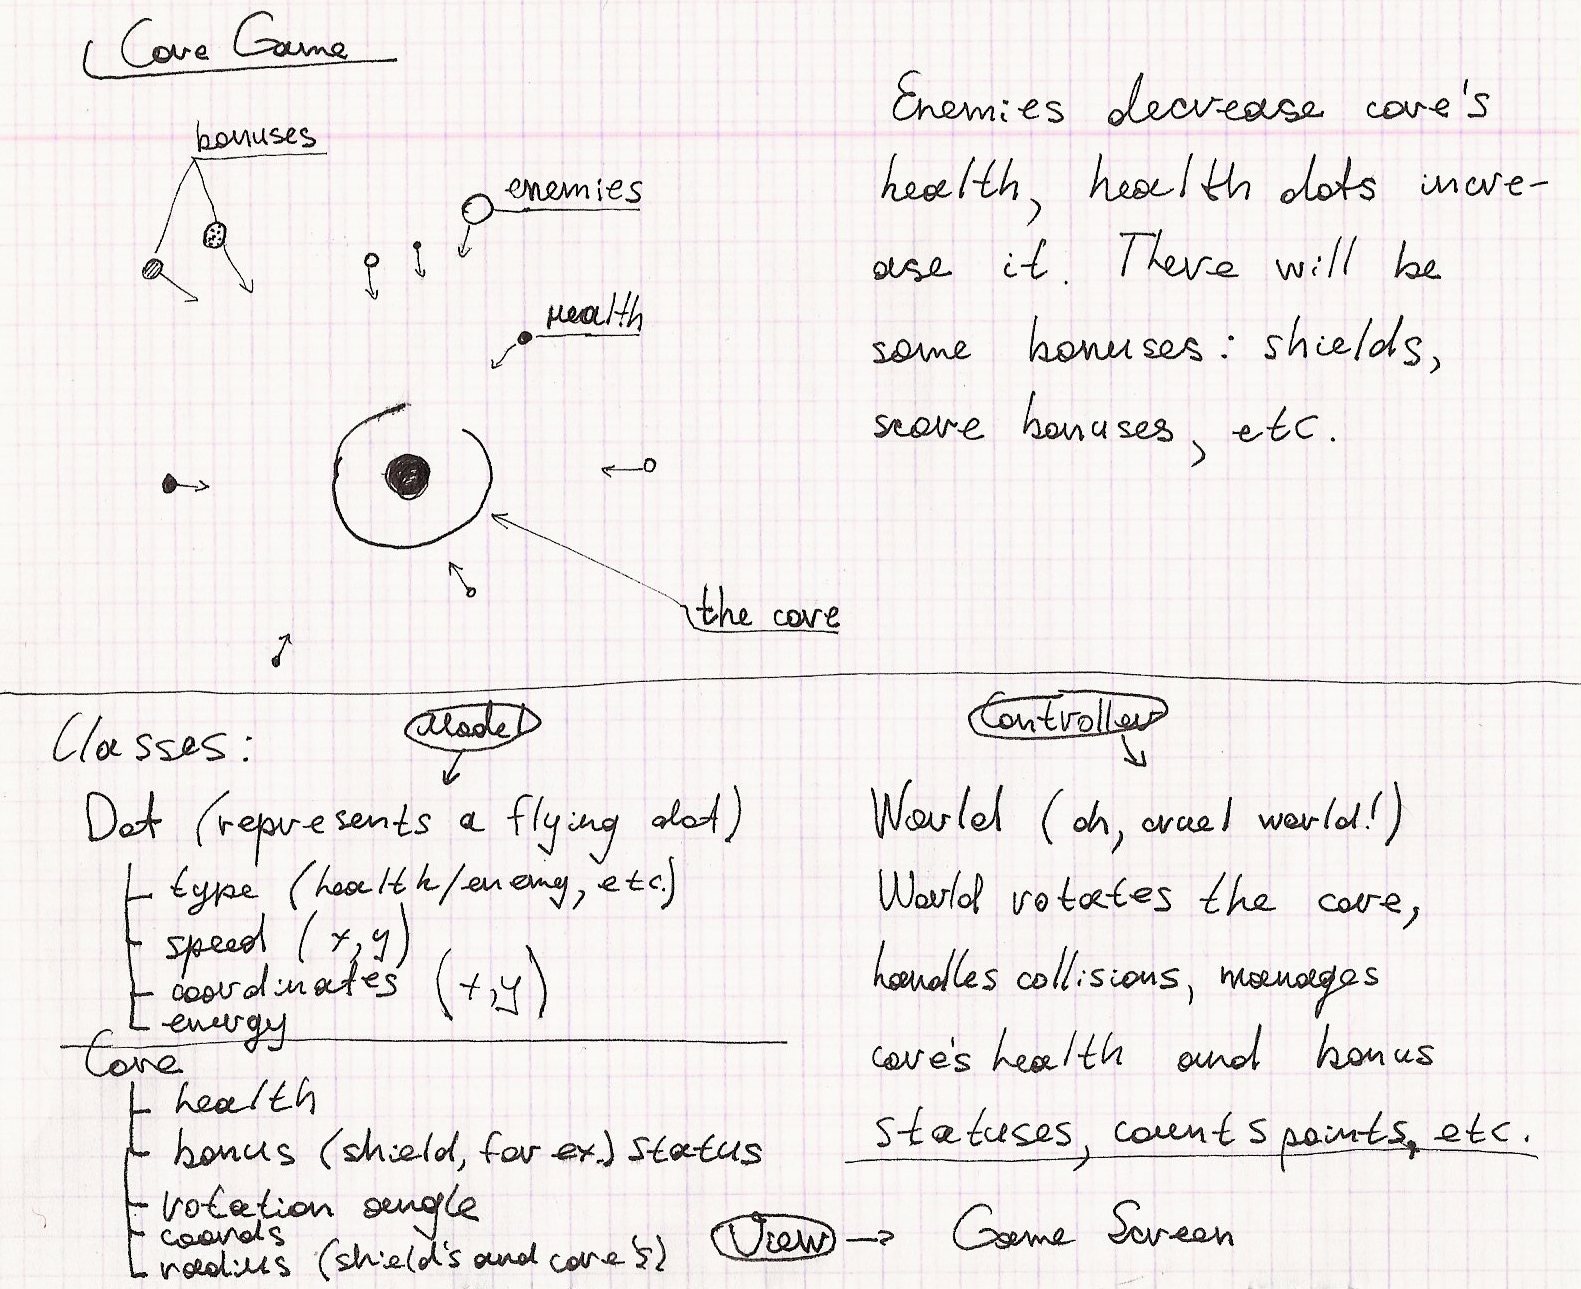 Core Game
bonuses
enemies
health
the core
Enemies decrease core's
health, health dots incre-
ase it. There will be
some bonuses: shields,
score bonuses, etc.
Classes:
Model
Dot (represents a flying dot)
type (health/enemy, etc.)
speed (x,y)
coordinates (x,y)
energy
Core
health
bonus (shield, for ex.) status
rotation angle
coords
radius (shield's and core's)
Controller
World (oh, cruel world!)
World rotates the core,
handles collisions, manages
core's health and bonus
statuses, counts points, etc.
View → Game Screen